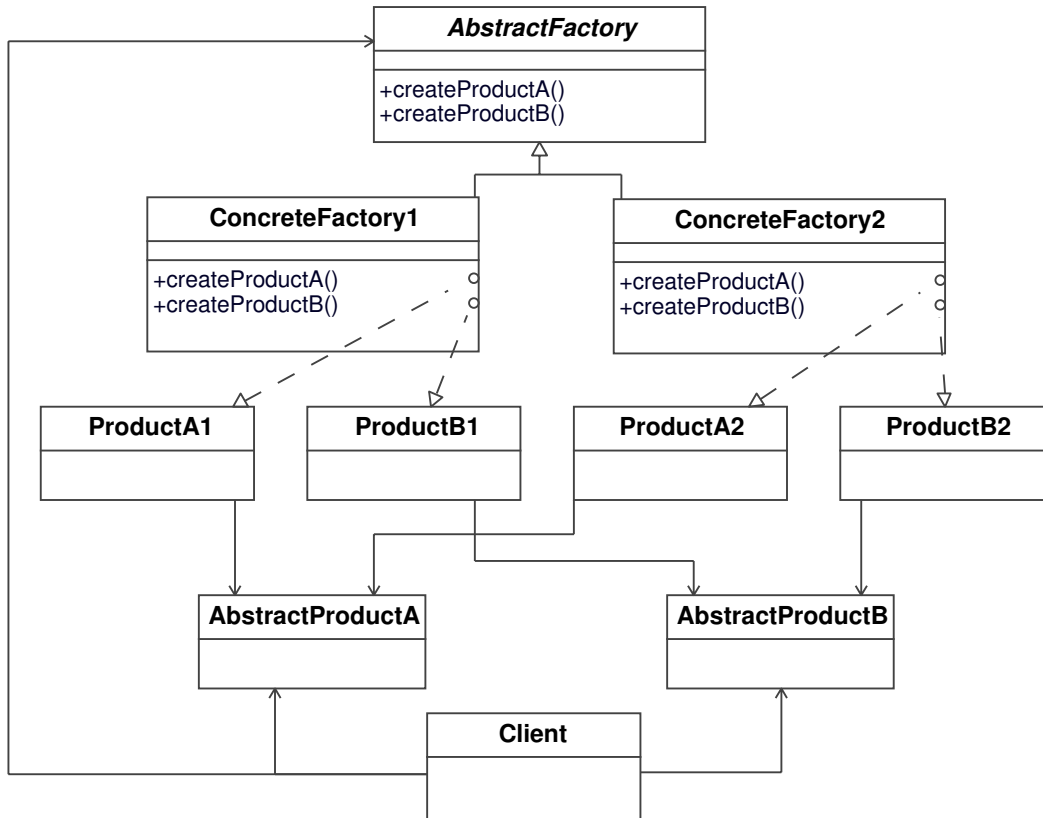 AbstractFactory
+createProductA()
+createProductB()
ConcreteFactory1
+createProductA()
+createProductB()
ConcreteFactory2
+createProductA()
+createProductB()
ProductA1
ProductB1
ProductA2
ProductB2
AbstractProductA
AbstractProductB
Client